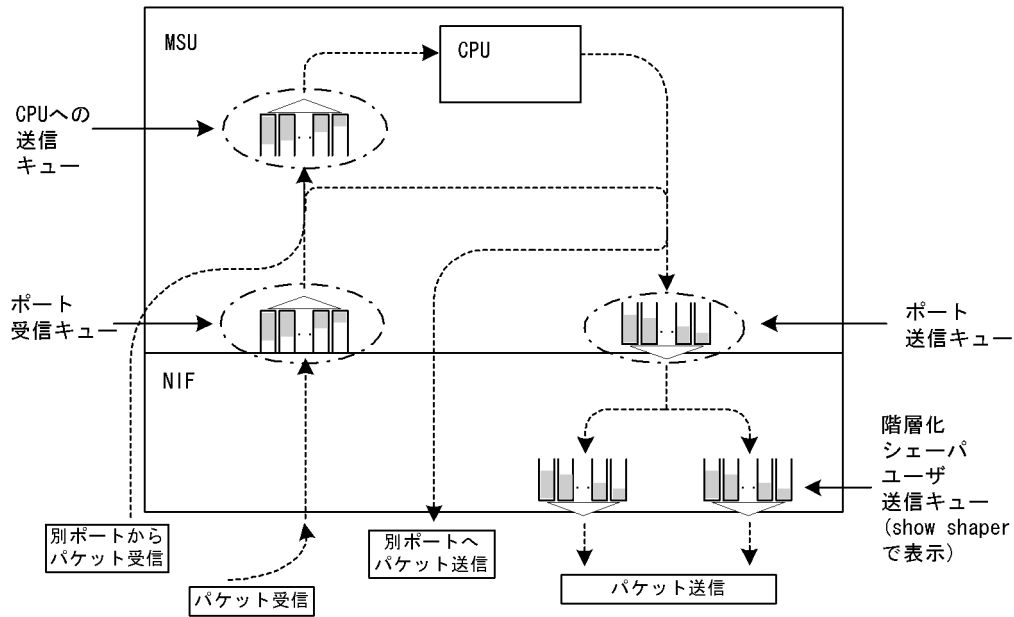 MSU
CPU
CPUへの
送信
キュー
ポート
受信キュー
ポート
送信キュー
NIF
階層化
シェーパ
ユーザ
送信キュー
(show shaper
で表示)
別ポートから
パケット受信
別ポートへ
パケット送信
パケット受信
パケット送信